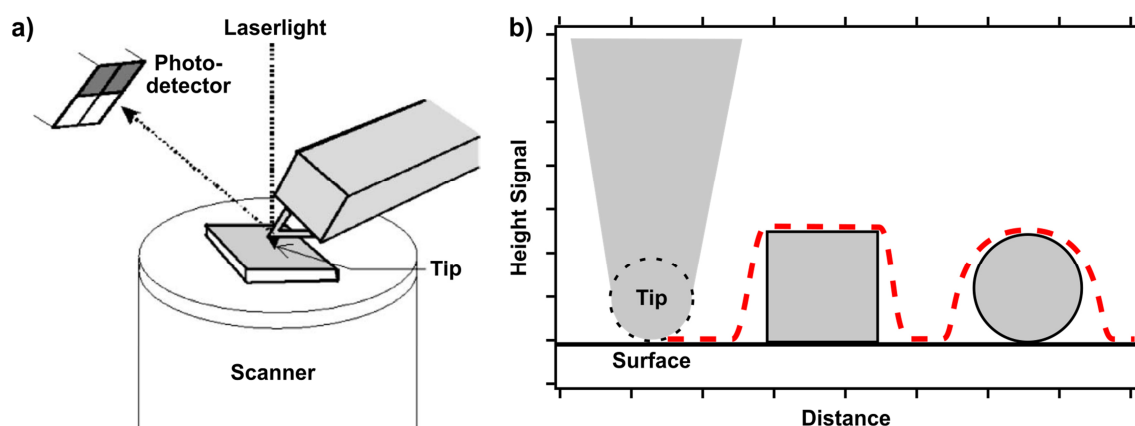 a)
Laserlight
Photo-
detector
Tip
Scanner
b)
Height Signal
Tip
Surface
Distance